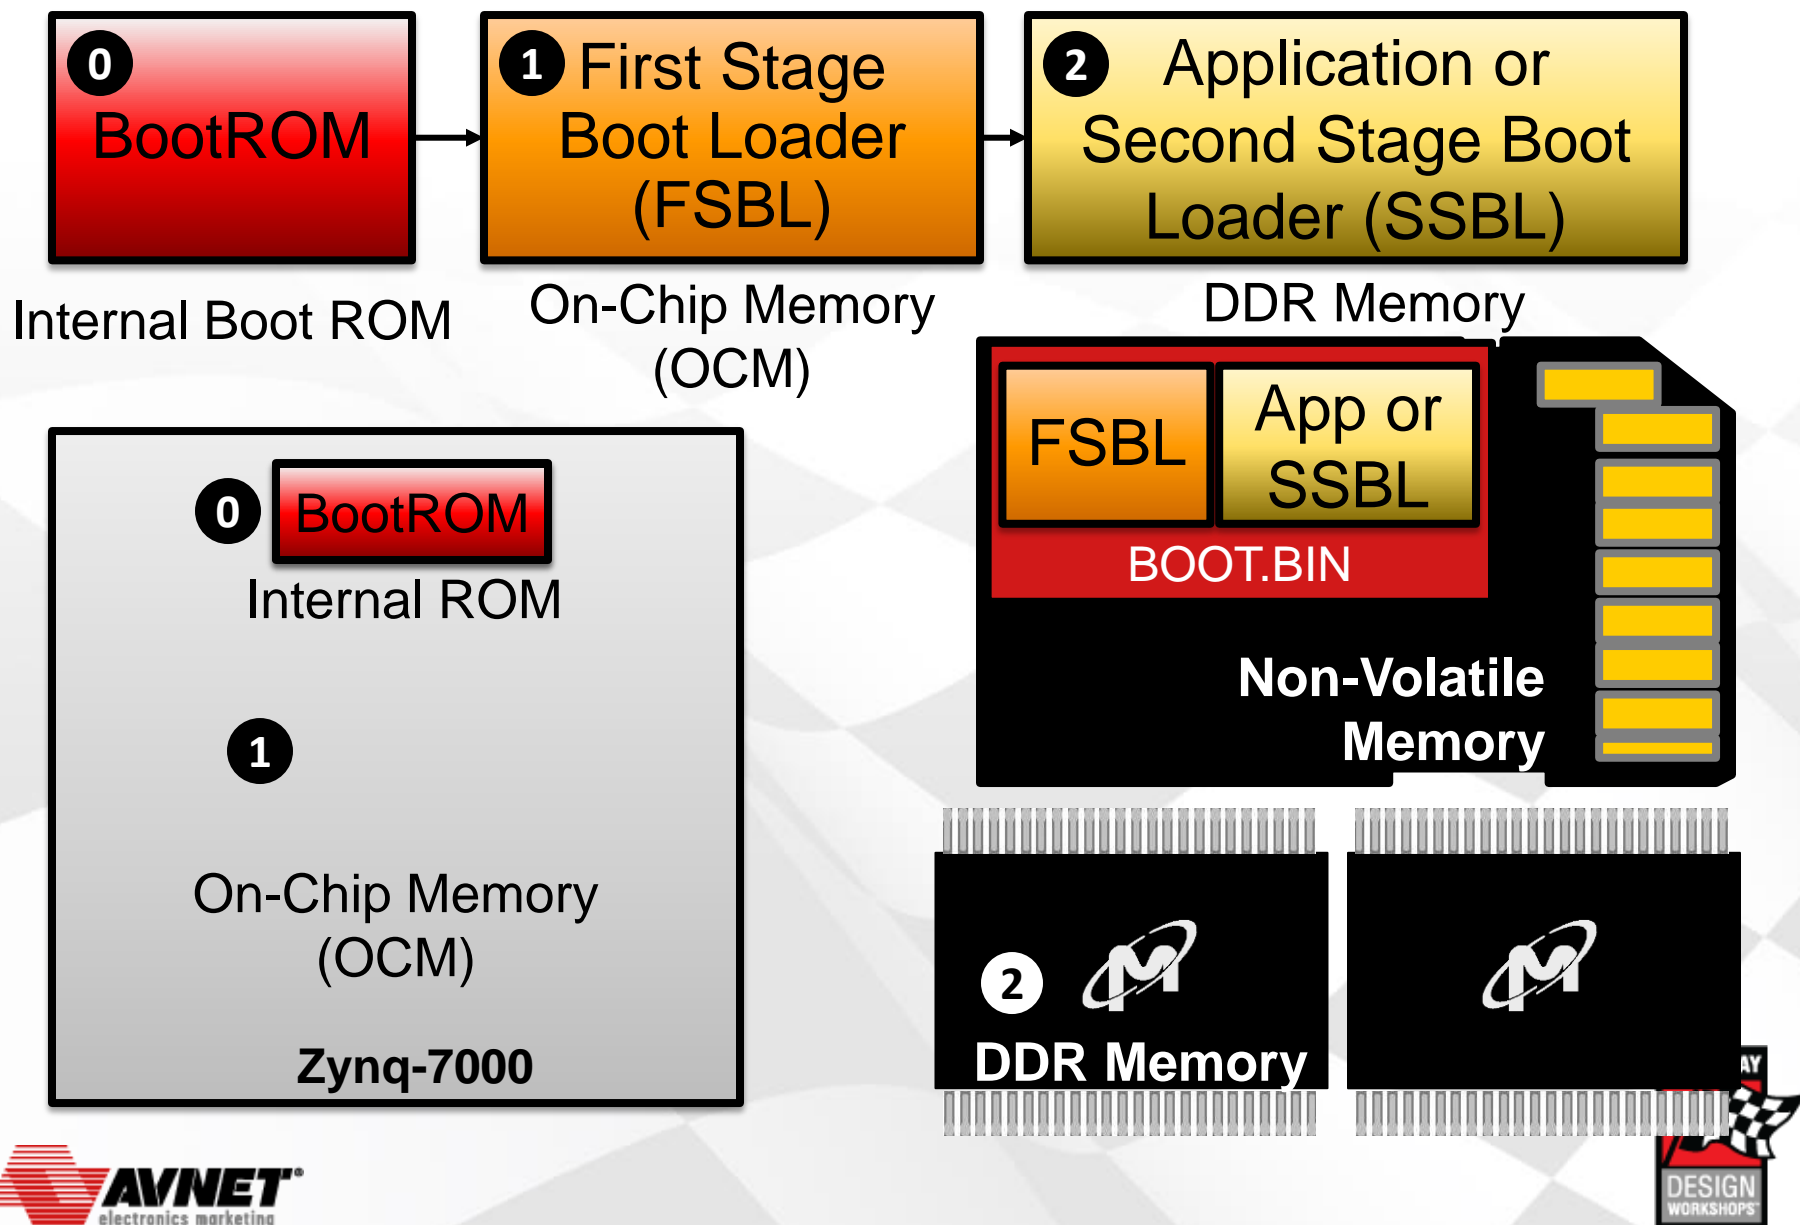 0
BootROM
1 First Stage
Boot Loader
(FSBL)
2 Application or
Second Stage Boot
Loader (SSBL)
Internal Boot ROM
On-Chip Memory
(OCM)
DDR Memory
FSBL
App or
SSBL
BOOT.BIN
Non-Volatile
Memory
0 BootROM
Internal ROM
1
On-Chip Memory
(OCM)
Zynq-7000
2
DDR Memory
AVNET®
electronics marketing
AY
DESIGN
WORKSHOPS